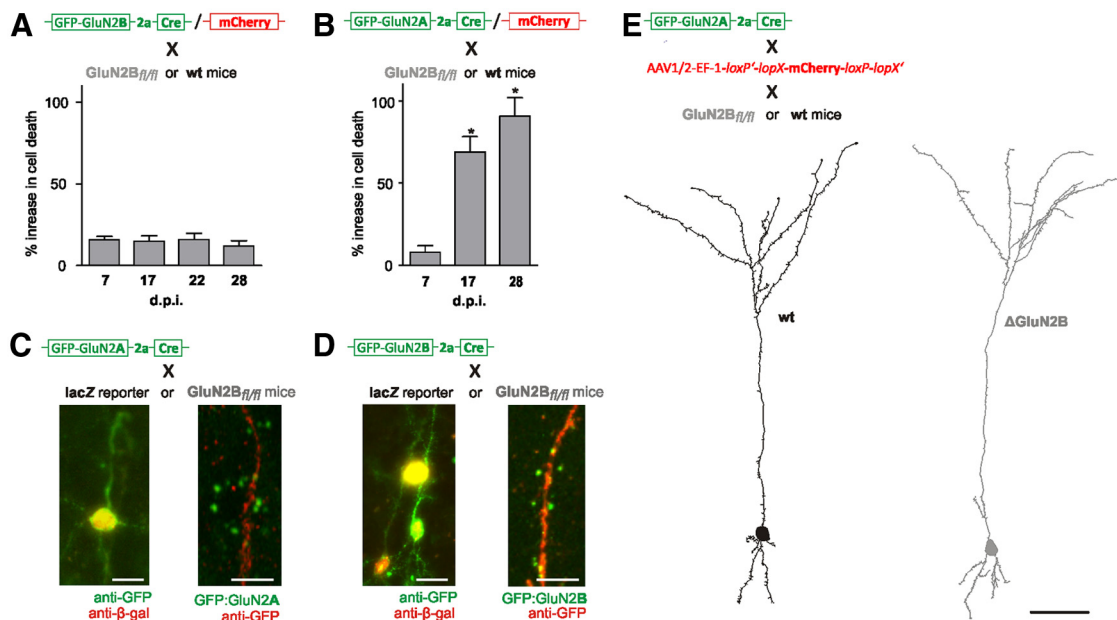 A
GFP-GluN2B 2a Cre / mCherry
X
GluN2Bfl/fl or wt mice
% inrease in cell death
100
50
0
7 17 22 28
d.p.i.
B
GFP-GluN2A 2a Cre / mCherry
X
GluN2Bfl/fl or wt mice
% inrease in cell death
100
50
0
* *
7 17 28
d.p.i.
C
GFP-GluN2A 2a Cre
X
lacZ reporter or GluN2Bfl/fl mice
anti-GFP
anti-β-gal
GFP:GluN2A
anti-GFP
D
GFP-GluN2B 2a Cre
X
lacZ reporter or GluN2Bfl/fl mice
anti-GFP
anti-β-gal
GFP:GluN2B
anti-GFP
E
GFP-GluN2A 2a Cre
X
AAV1/2-EF-1-loxP'-lopX-mCherry-loxP-lopX'
X
GluN2Bfl/fl or wt mice
wt
ΔGluN2B